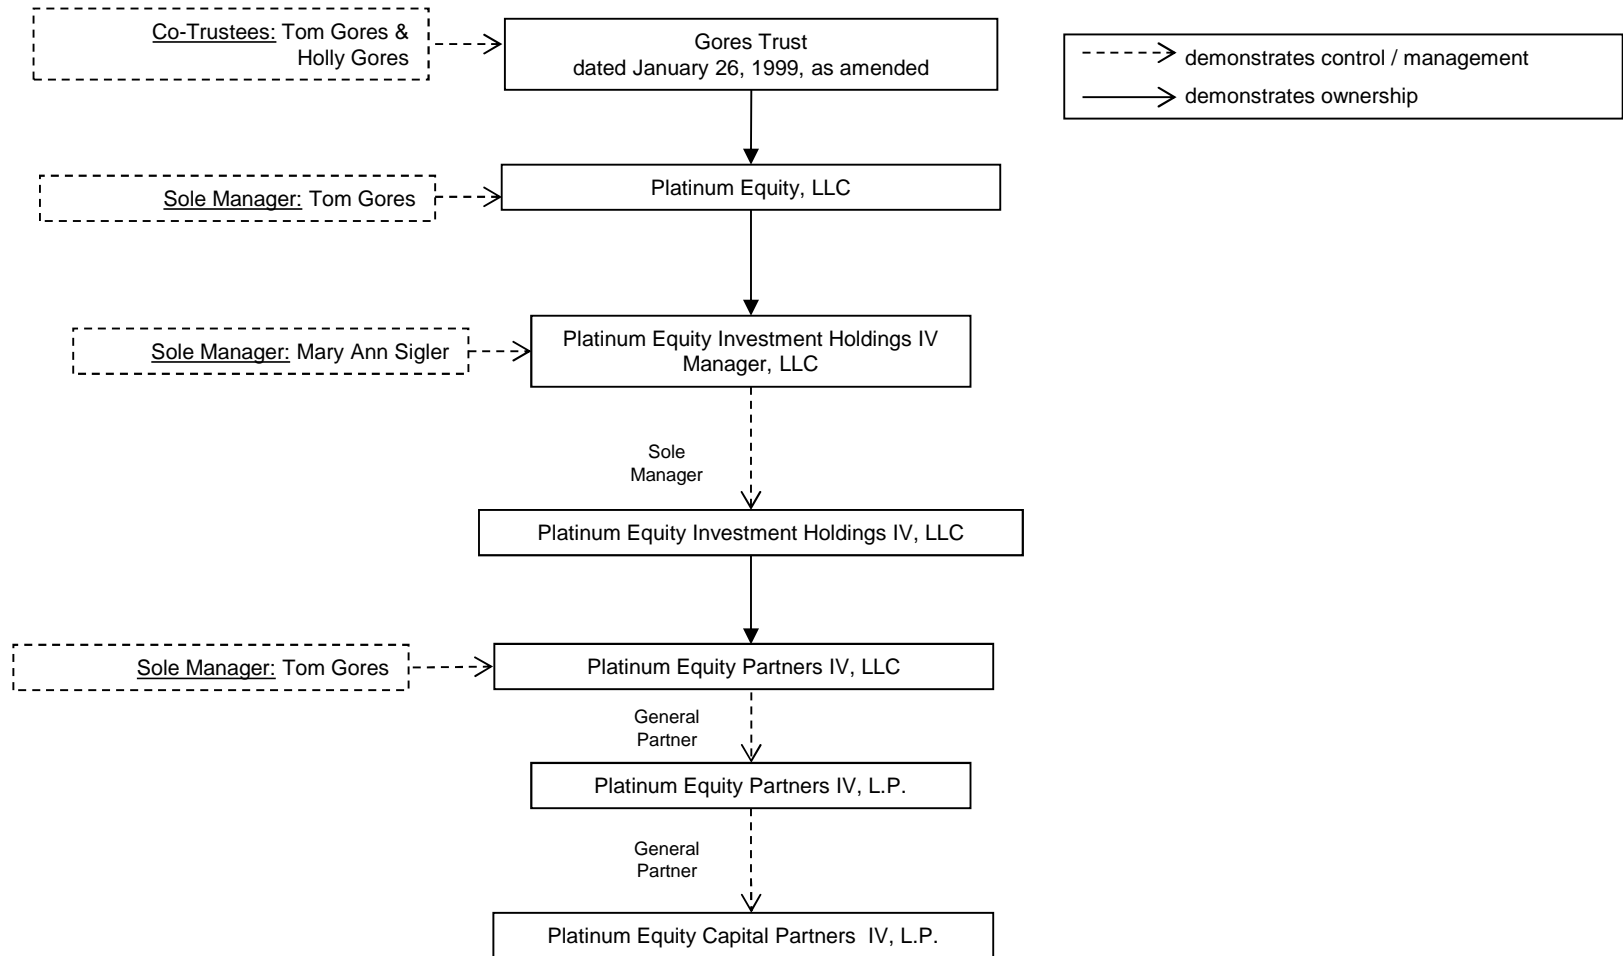 Co-Trustees: Tom Gores &
Holly Gores
Gores Trust
dated January 26, 1999, as amended
demonstrates control / management
demonstrates ownership
Sole Manager: Tom Gores
Platinum Equity, LLC
Sole Manager: Mary Ann Sigler
Platinum Equity Investment Holdings IV
Manager, LLC
Sole
Manager
Platinum Equity Investment Holdings IV, LLC
Sole Manager: Tom Gores
Platinum Equity Partners IV, LLC
General
Partner
Platinum Equity Partners IV, L.P.
General
Partner
Platinum Equity Capital Partners IV, L.P.